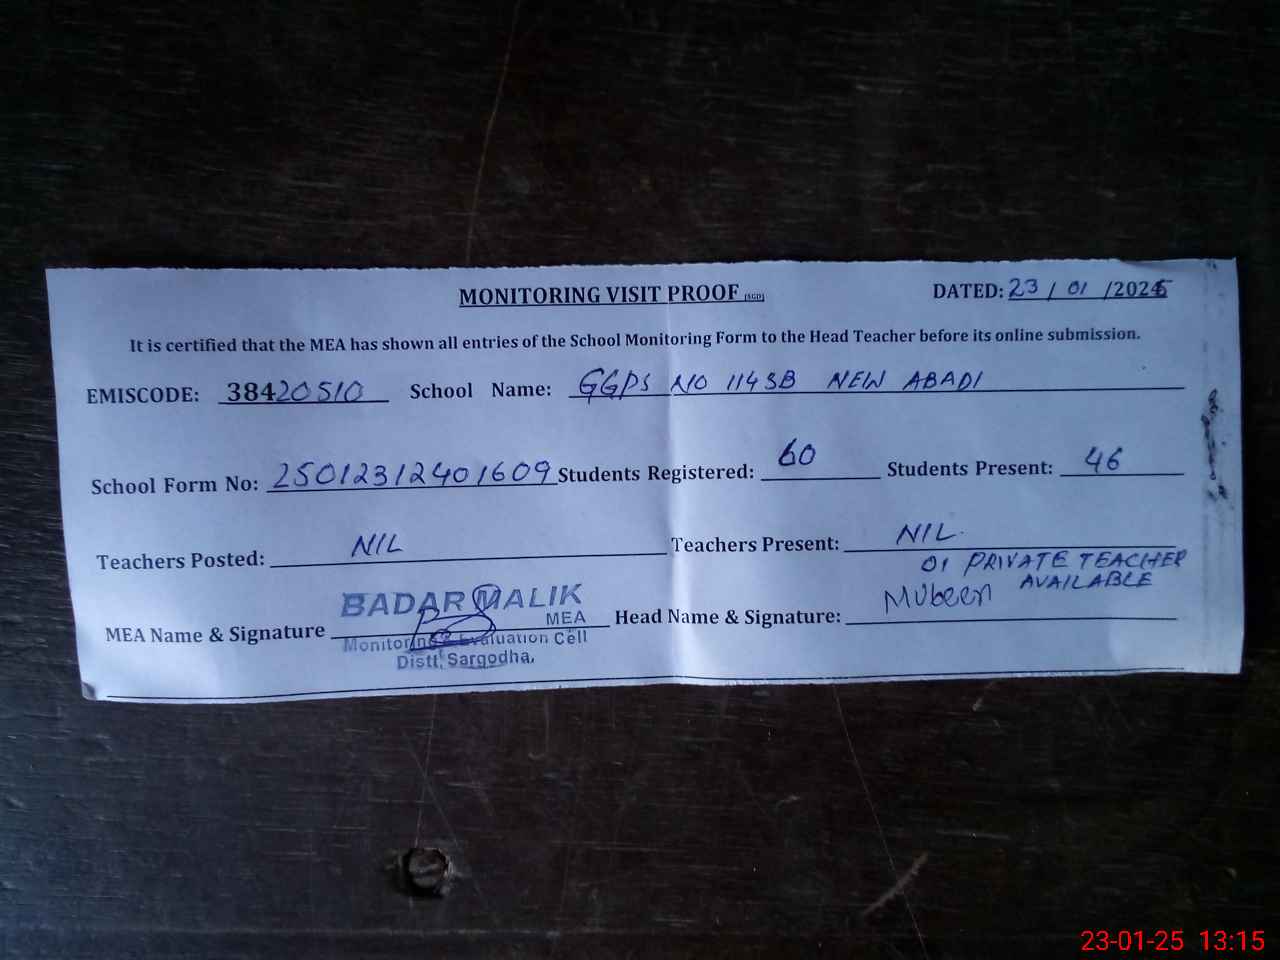 MONITORING VISIT PROOF (SGD) DATED: 23 / 01 /2025
It is certified that the MEA has shown all entries of the School Monitoring Form to the Head Teacher before its online submission.
EMISCODE: 38420510 School Name: GGPS NO 114 SB NEW ABADI
School Form No: 25012312401609 Students Registered: 60 Students Present: 46
Teachers Posted: NIL Teachers Present: NIL.
01 PRIVATE TEACHER
AVAILABLE
BADAR MALIK
MEA
MEA Name & Signature Head Name & Signature: Mubeen
Monitoring & Evaluation Cell
Distt. Sargodha.
23-01-25 13:15